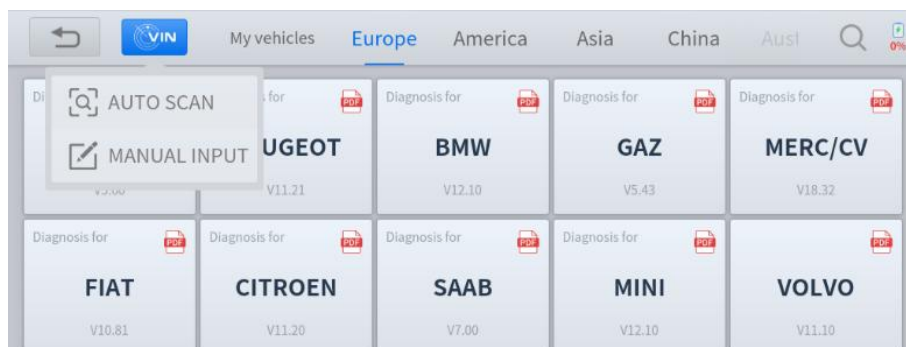 VIN My vehicles Europe America Asia China Aust 0%
AUTO SCAN
MANUAL INPUT
for PDF
UGEOT
V11.21
Diagnosis for PDF
BMW
V12.10
Diagnosis for PDF
GAZ
V5.43
Diagnosis for PDF
MERC/CV
V18.32
Diagnosis for PDF
FIAT
V10.81
Diagnosis for PDF
CITROEN
V11.20
Diagnosis for PDF
SAAB
V7.00
Diagnosis for PDF
MINI
V12.10
PDF
VOLVO
V11.10